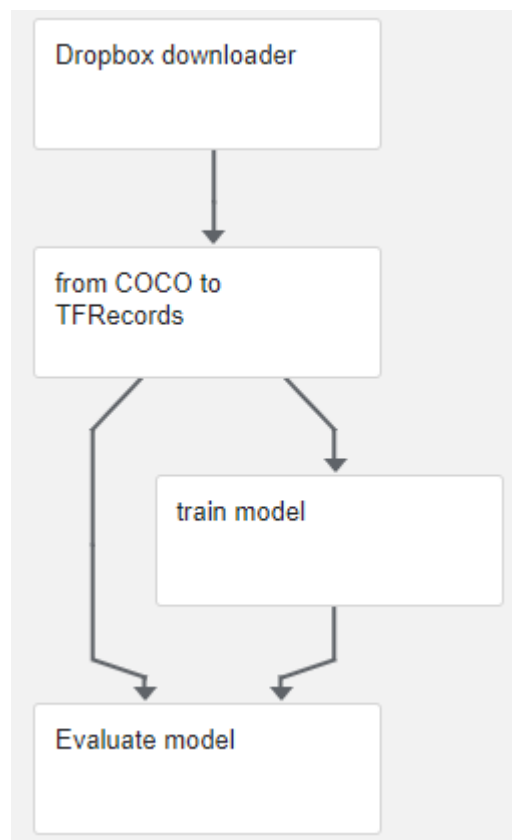 Dropbox downloader
from COCO to
TFRecords
train model
Evaluate model